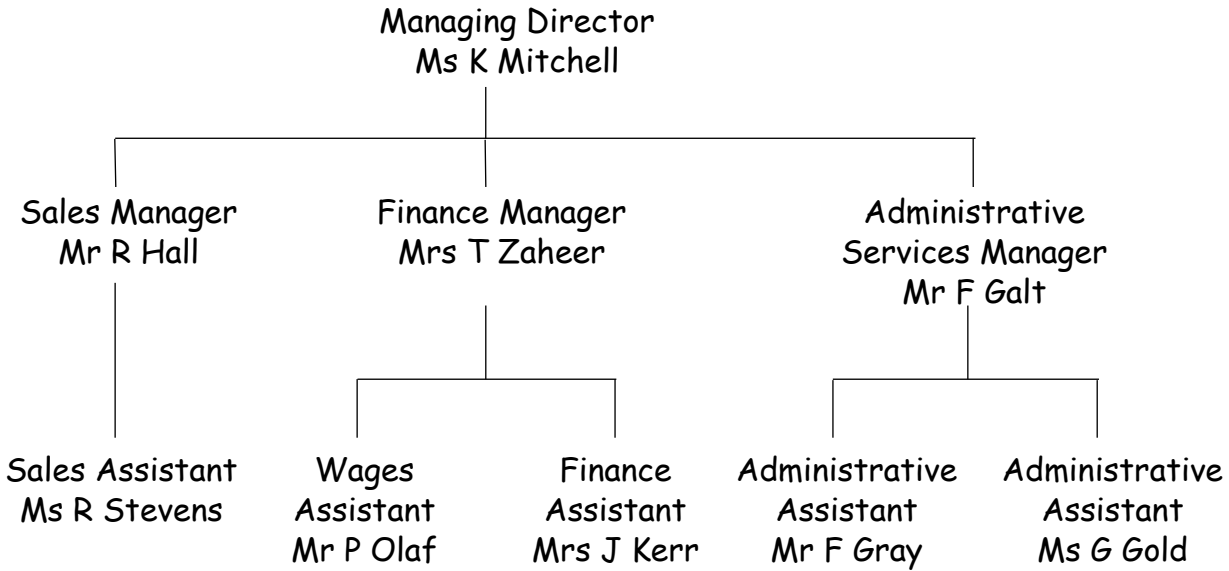 Managing Director
Ms K Mitchell
Sales Manager
Mr R Hall
Finance Manager
Mrs T Zaheer
Administrative
Services Manager
Mr F Galt
Sales Assistant
Ms R Stevens
Wages
Assistant
Mr P Olaf
Finance
Assistant
Mrs J Kerr
Administrative
Assistant
Mr F Gray
Administrative
Assistant
Ms G Gold